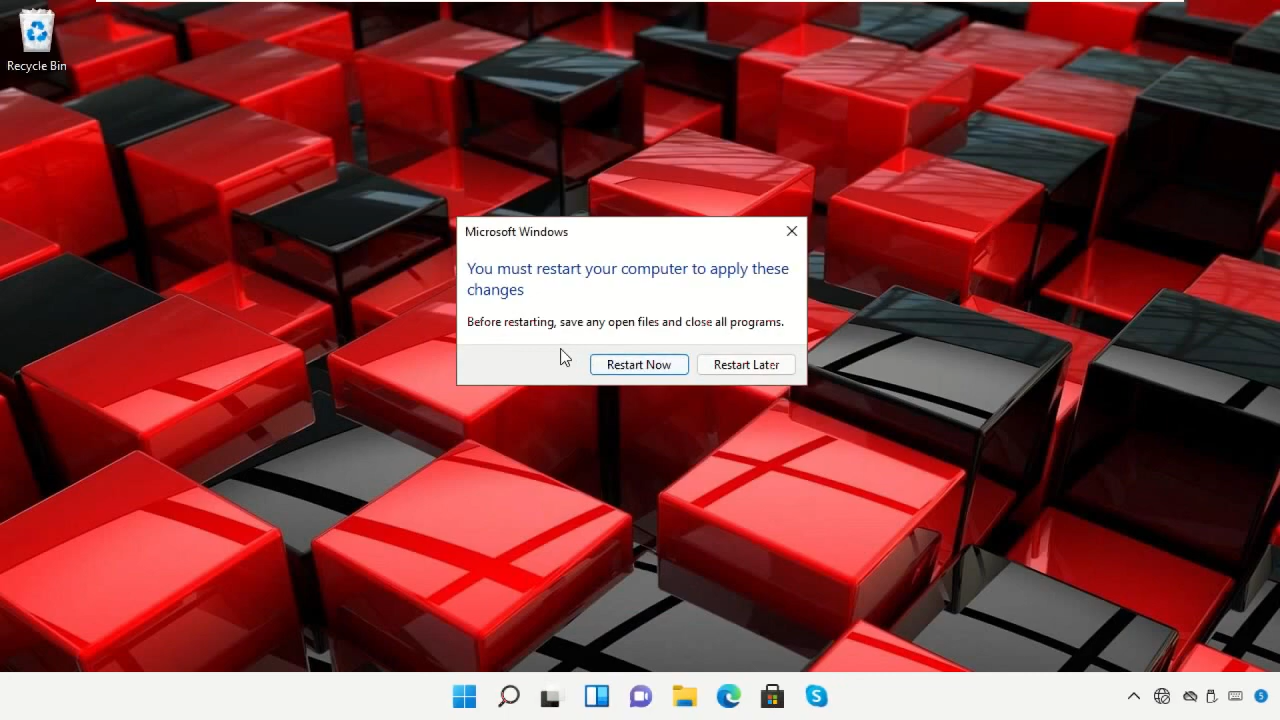 Recycle Bin
Microsoft Windows
You must restart your computer to apply these
changes
Before restarting, save any open files and close all programs.
Restart Now
Restart Later
S
5